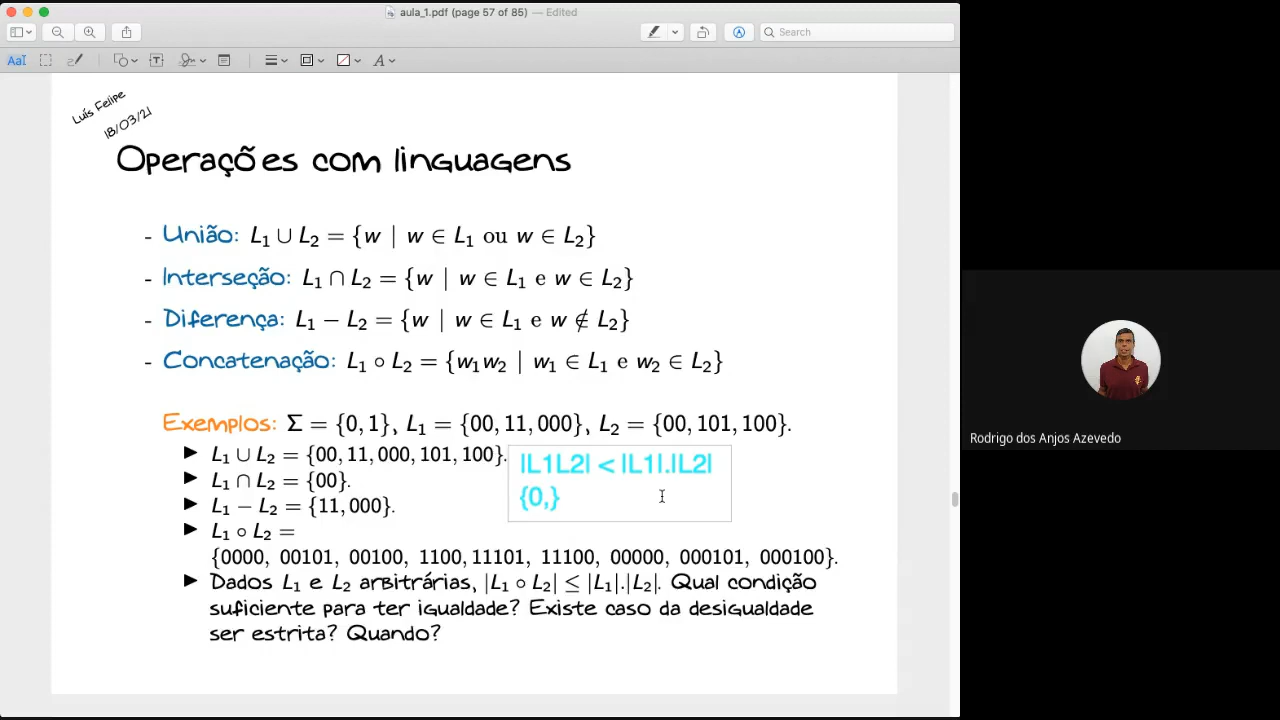 aula_1.pdf (page 57 of 85) — Edited
Search
AaI
A
Luís Felipe
18/03/21
Operações com linguagens
- União: L₁ ∪ L₂ = {w | w ∈ L₁ ou w ∈ L₂}
- Interseção: L₁ ∩ L₂ = {w | w ∈ L₁ e w ∈ L₂}
- Diferença: L₁ − L₂ = {w | w ∈ L₁ e w ∉ L₂}
- Concatenação: L₁ ∘ L₂ = {w₁w₂ | w₁ ∈ L₁ e w₂ ∈ L₂}
Exemplos: Σ = {0, 1}, L₁ = {00, 11, 000}, L₂ = {00, 101, 100}.
▶ L₁ ∪ L₂ = {00, 11, 000, 101, 100}.
|L1L2| < |L1|.|L2|
{0,}
▶ L₁ ∩ L₂ = {00}.
▶ L₁ − L₂ = {11, 000}.
▶ L₁ ∘ L₂ =
{0000, 00101, 00100, 1100, 11101, 11100, 00000, 000101, 000100}.
▶ Dados L₁ e L₂ arbitrárias, |L₁ ∘ L₂| ≤ |L₁|.|L₂|. Qual condição
suficiente para ter igualdade? Existe caso da desigualdade
ser estrita? Quando?
Rodrigo dos Anjos Azevedo